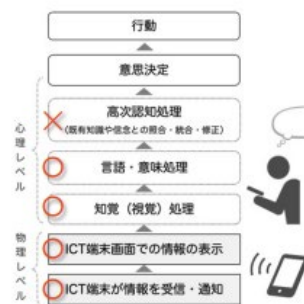 行動
意思決定
高次認知処理
(既有知識や信念との照合・統合・修正)
言語・意味処理
知覚（視覚）処理
心理レベル
ICT端末画面での情報の表示
ICT端末が情報を受信・通知
物理レベル